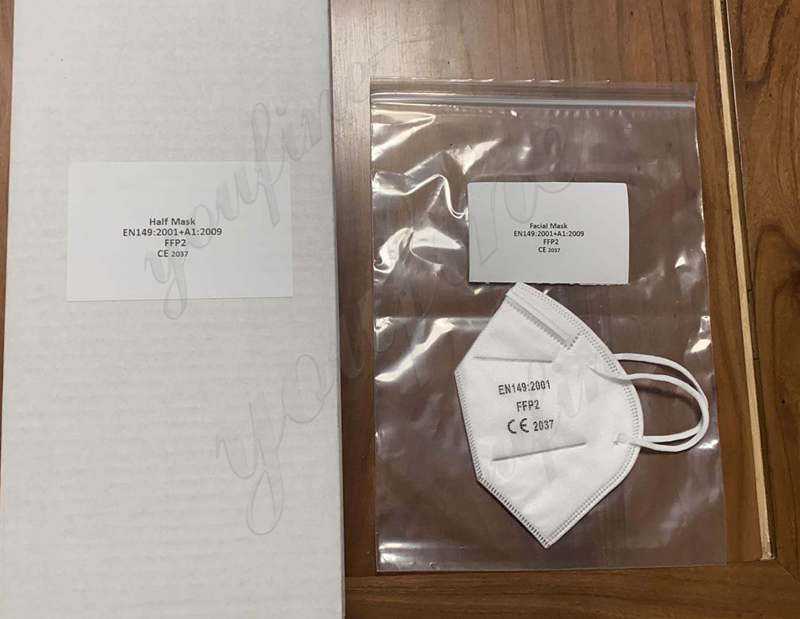 Half Mask
EN149:2001+A1:2009
FFP2
CE 2037
Facial Mask
EN149:2001+A1:2009
FFP2
CE 2037
EN149:2001
FFP2
CE 2037